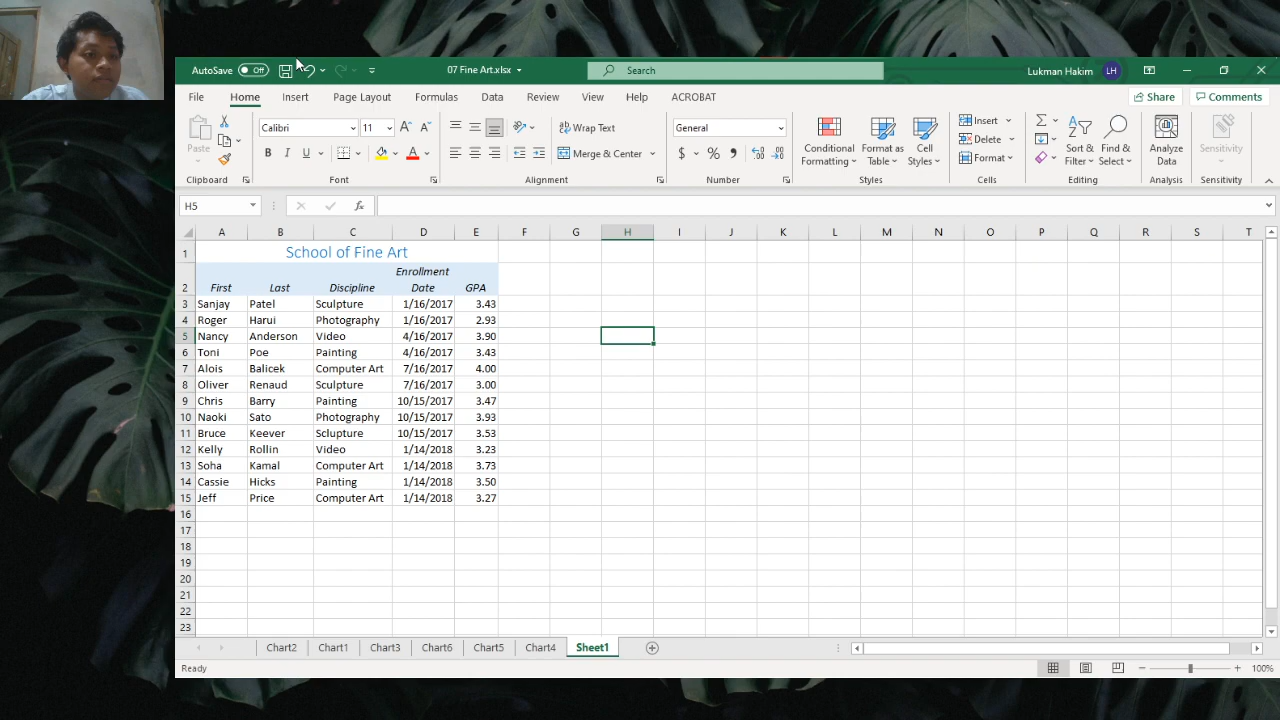 AutoSave Off 07 Fine Art.xlsx Search Lukman Hakim LH
File Home Insert Page Layout Formulas Data Review View Help ACROBAT Share Comments
Paste Calibri 11 Wrap Text General Conditional Formatting Format as Table Cell Styles Insert Delete Format Sort & Filter Find & Select Analyze Data Sensitivity
B I U Merge & Center $ %
Clipboard Font Alignment Number Styles Cells Editing Analysis Sensitivity
H5 fx
A B C D E F G H I J K L M N O P Q R S T
1 School of Fine Art
Enrollment
2 First Last Discipline Date GPA
3 Sanjay Patel Sculpture 1/16/2017 3.43
4 Roger Harui Photography 1/16/2017 2.93
5 Nancy Anderson Video 4/16/2017 3.90
6 Toni Poe Painting 4/16/2017 3.43
7 Alois Balicek Computer Art 7/16/2017 4.00
8 Oliver Renaud Sculpture 7/16/2017 3.00
9 Chris Barry Painting 10/15/2017 3.47
10 Naoki Sato Photography 10/15/2017 3.93
11 Bruce Keever Sclupture 10/15/2017 3.53
12 Kelly Rollin Video 1/14/2018 3.23
13 Soha Kamal Computer Art 1/14/2018 3.73
14 Cassie Hicks Painting 1/14/2018 3.50
15 Jeff Price Computer Art 1/14/2018 3.27
16
17
18
19
20
21
22
23
Chart2 Chart1 Chart3 Chart6 Chart5 Chart4 Sheet1
Ready 100%